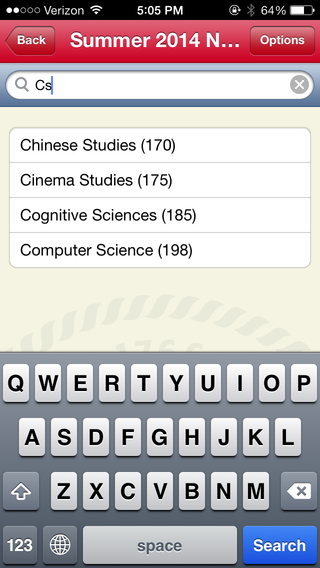 Verizon 5:05 PM 64%
Back Summer 2014 N... Options
Cs
Chinese Studies (170)
Cinema Studies (175)
Cognitive Sciences (185)
Computer Science (198)
1766
Q W E R T Y U I O P
A S D F G H J K L
Z X C V B N M
123 space Search